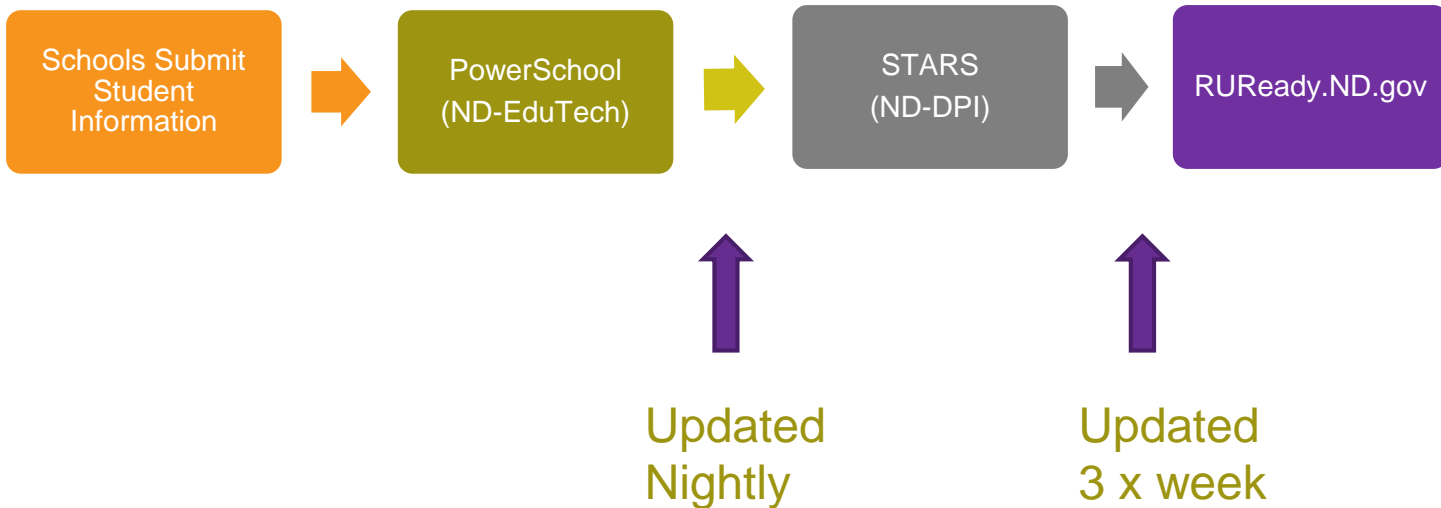 Schools Submit
Student
Information
PowerSchool
(ND-EduTech)
STARS
(ND-DPI)
RUReady.ND.gov
Updated
Nightly
Updated
3 x week